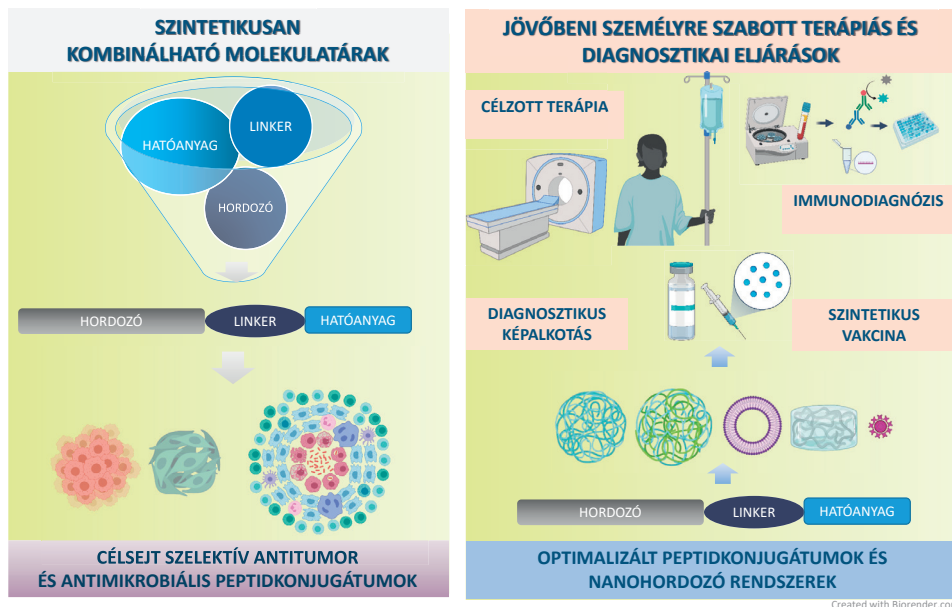 SZINTETIKUSAN
KOMBINÁLHATÓ MOLEKULATÁRAK
HATÓANYAG
LINKER
HORDOZÓ
HORDOZÓ
LINKER
HATÓANYAG
CÉLSEJT SZELEKTÍV ANTITUMOR
ÉS ANTIMIKROBIÁLIS PEPTIDKONJUGÁTUMOK
JÖVŐBENI SZEMÉLYRE SZABOTT TERÁPIÁS ÉS
DIAGNOSZTIKAI ELJÁRÁSOK
CÉLZOTT TERÁPIA
IMMUNODIAGNÓZIS
DIAGNOSZTIKUS
KÉPALKOTÁS
SZINTETIKUS
VAKCINA
HORDOZÓ
LINKER
HATÓANYAG
OPTIMALIZÁLT PEPTIDKONJUGÁTUMOK ÉS
NANOHORDOZÓ RENDSZEREK
Created with Biorender.co